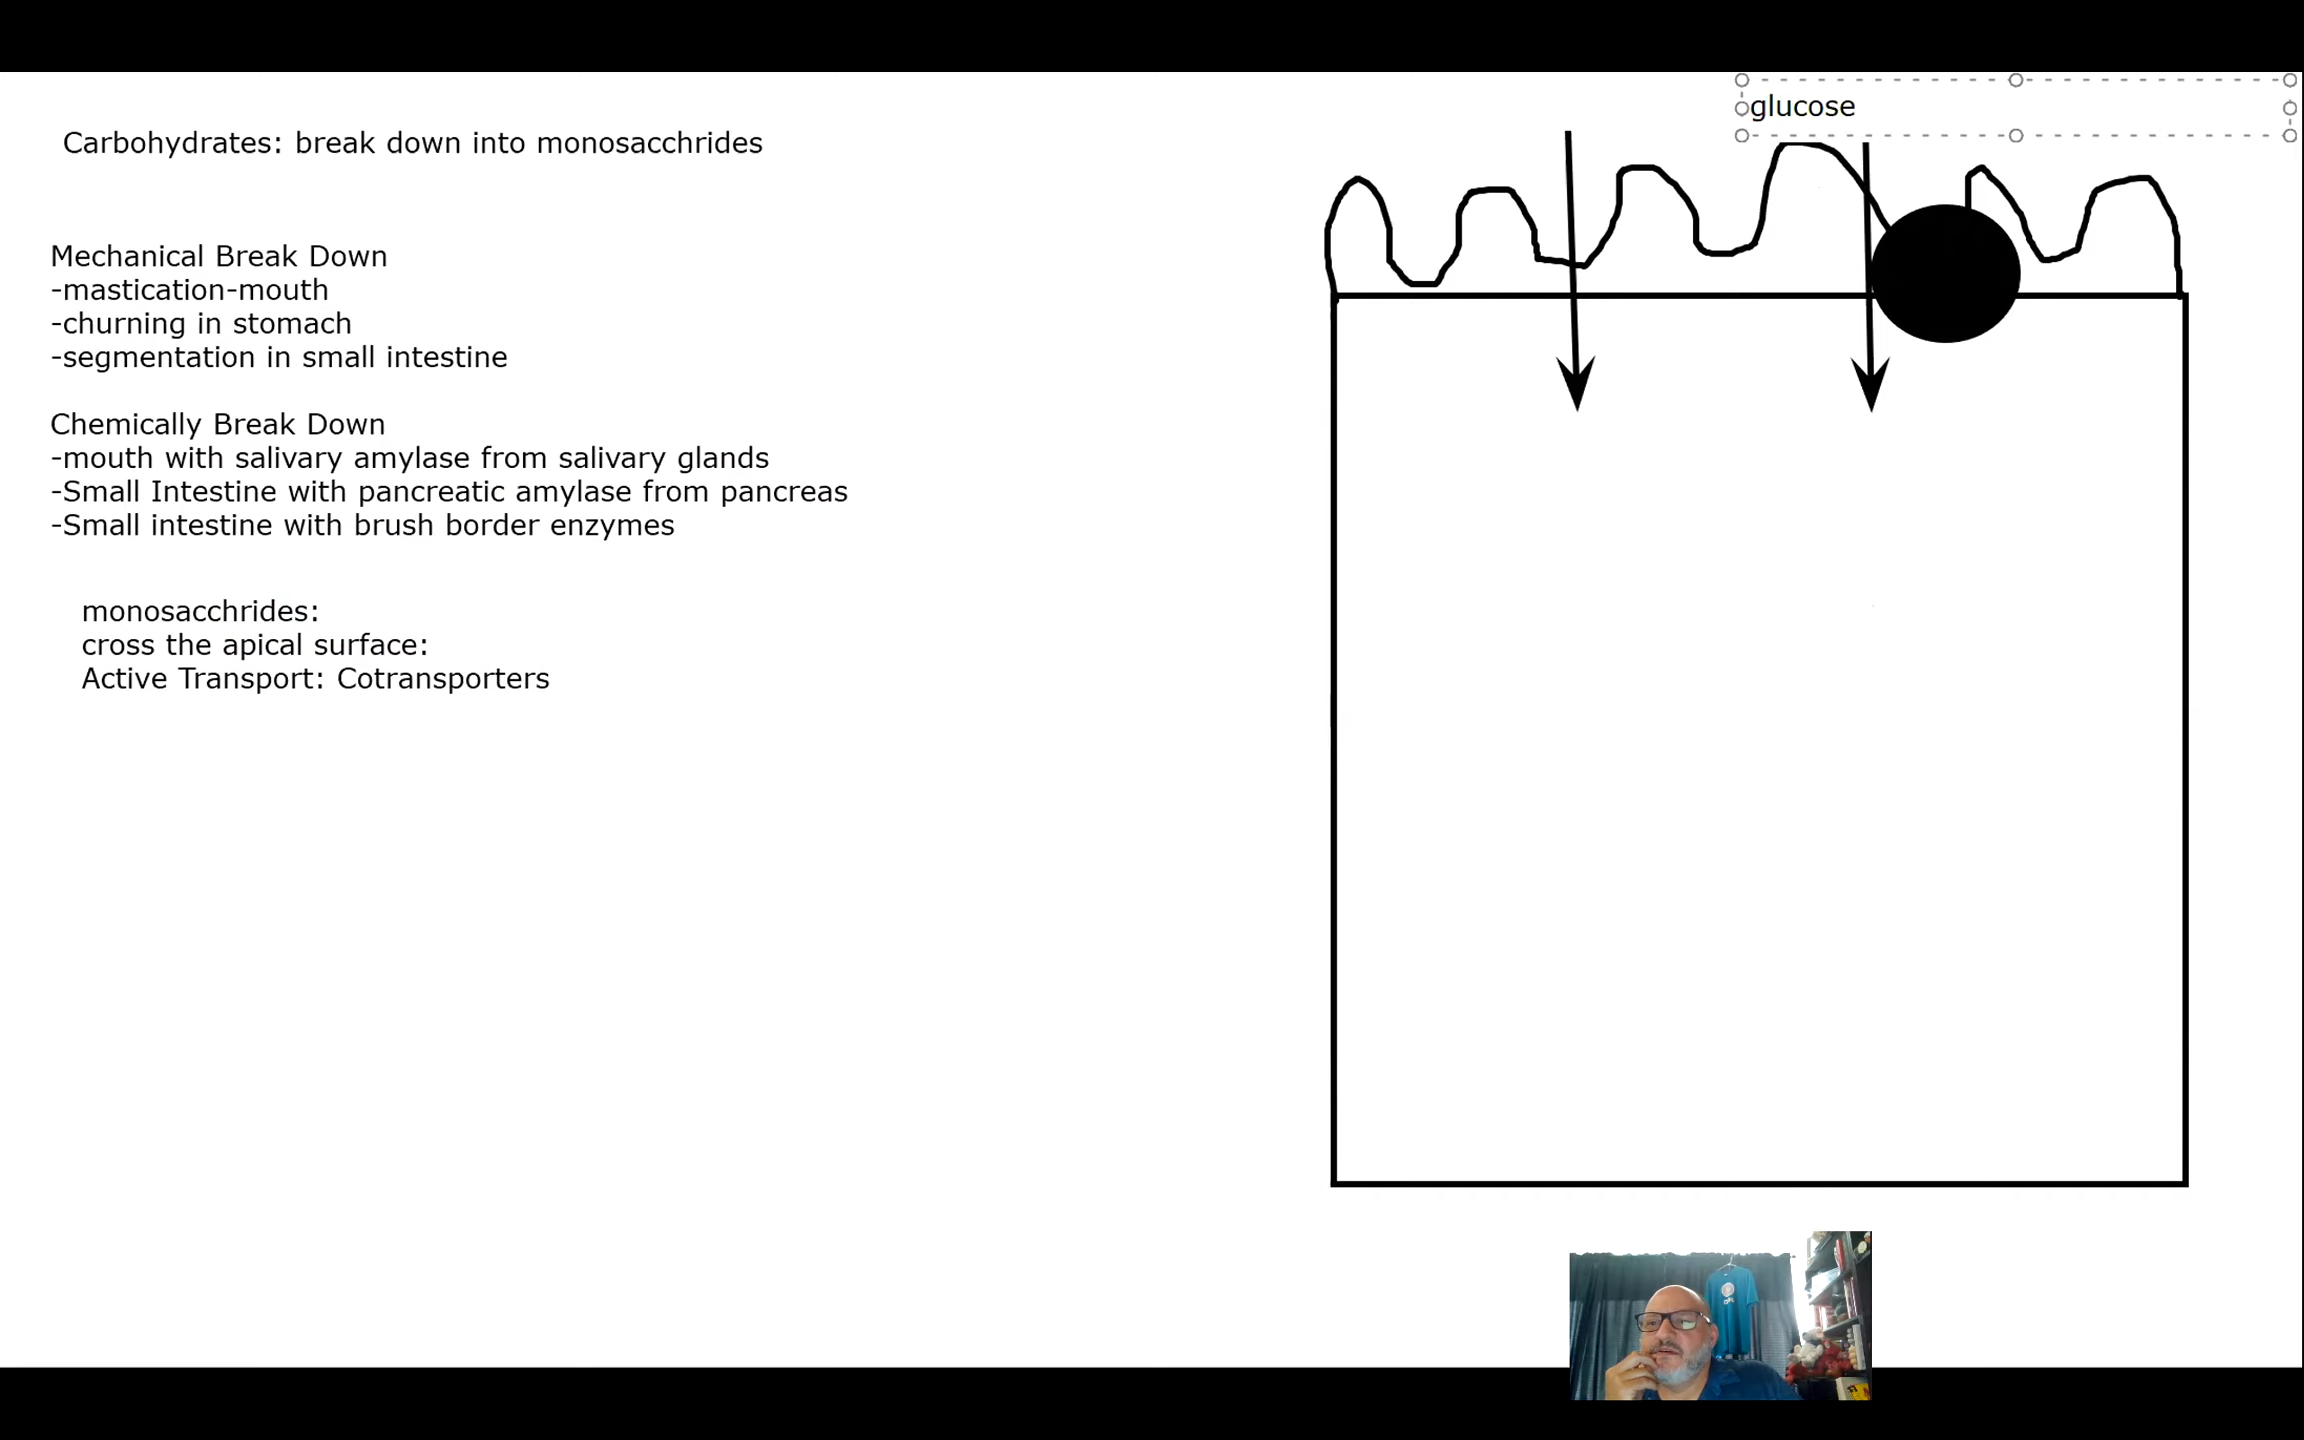 glucose
Carbohydrates: break down into monosacchrides
Mechanical Break Down
-mastication-mouth
-churning in stomach
-segmentation in small intestine
Chemically Break Down
-mouth with salivary amylase from salivary glands
-Small Intestine with pancreatic amylase from pancreas
-Small intestine with brush border enzymes
monosacchrides:
cross the apical surface:
Active Transport: Cotransporters